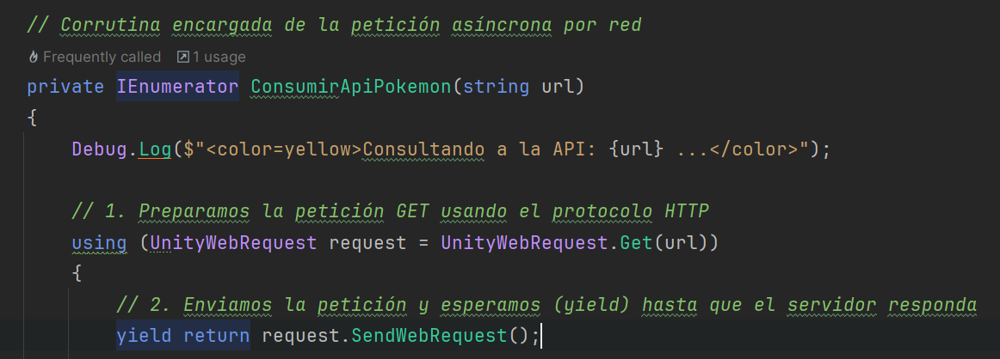 // Corrutina encargada de la petición asíncrona por red
Frequently called 1 usage
private IEnumerator ConsumirApiPokemon(string url)
{
Debug.Log($"<color=yellow>Consultando a la API: {url} ...</color>");
// 1. Preparamos la petición GET usando el protocolo HTTP
using (UnityWebRequest request = UnityWebRequest.Get(url))
{
// 2. Enviamos la petición y esperamos (yield) hasta que el servidor responda
yield return request.SendWebRequest();